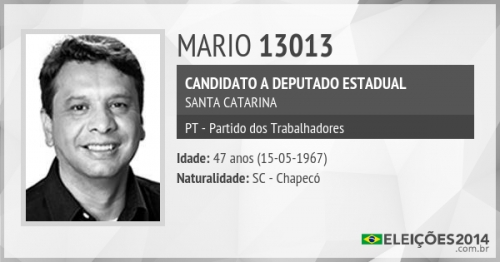 MARIO 13013
CANDIDATO A DEPUTADO ESTADUAL
SANTA CATARINA
PT - Partido dos Trabalhadores
Idade: 47 anos (15-05-1967)
Naturalidade: SC - Chapecó
ELEIÇÕES2014
.com.br